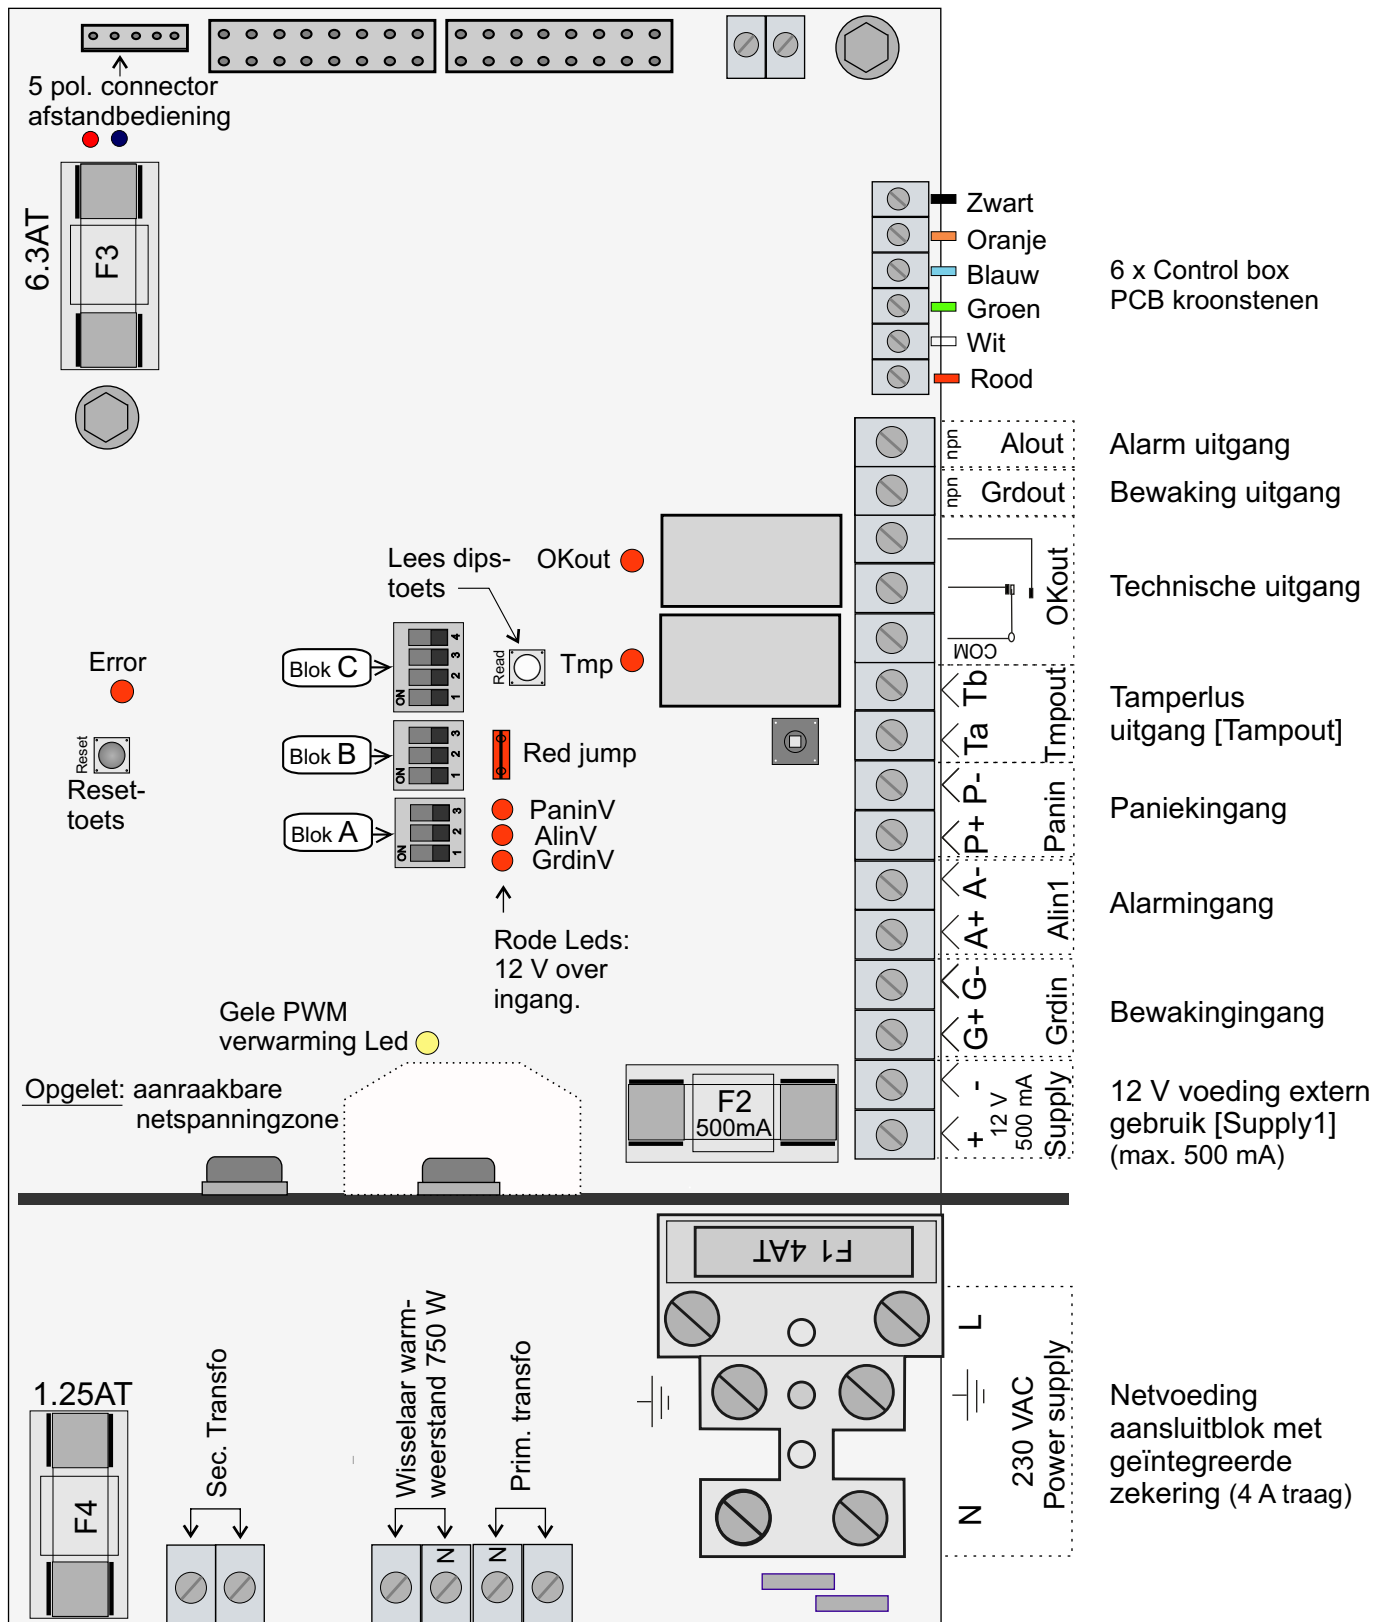 5 pol. connector
afstandbediening
6.3AT
F3
Zwart
Oranje
Blauw
Groen
Wit
Rood
6 x Control box
PCB kroonstenen
npn
Alout
Alarm uitgang
npn
Grdout
Bewaking uitgang
Lees dips-
toets
OKout
OKout
COM
Technische uitgang
Error
Blok C
ON
1
2
3
4
Read
Tmp
Tb
Ta
Tmpout
Tamperlus
uitgang [Tampout]
Reset
Reset-
toets
Blok B
ON
1
2
3
Red jump
P-
P+
Panin
Paniekingang
Blok A
ON
1
2
3
PaninV
AlinV
GrdinV
A-
A+
Alin1
Alarmingang
Rode Leds:
12 V over
ingang.
G-
G+
Grdin
Bewakingingang
Gele PWM
verwarming Led
Opgelet: aanraakbare
netspanningzone
F2
500mA
-
+
12 V
500 mA
Supply
12 V voeding extern
gebruik [Supply1]
(max. 500 mA)
F1 4AT
L
N
230 VAC
Power supply
Netvoeding
aansluitblok met
geïntegreerde
zekering (4 A traag)
1.25AT
F4
Sec. Transfo
Wisselaar warm-
weerstand 750 W
Prim. transfo
N
N